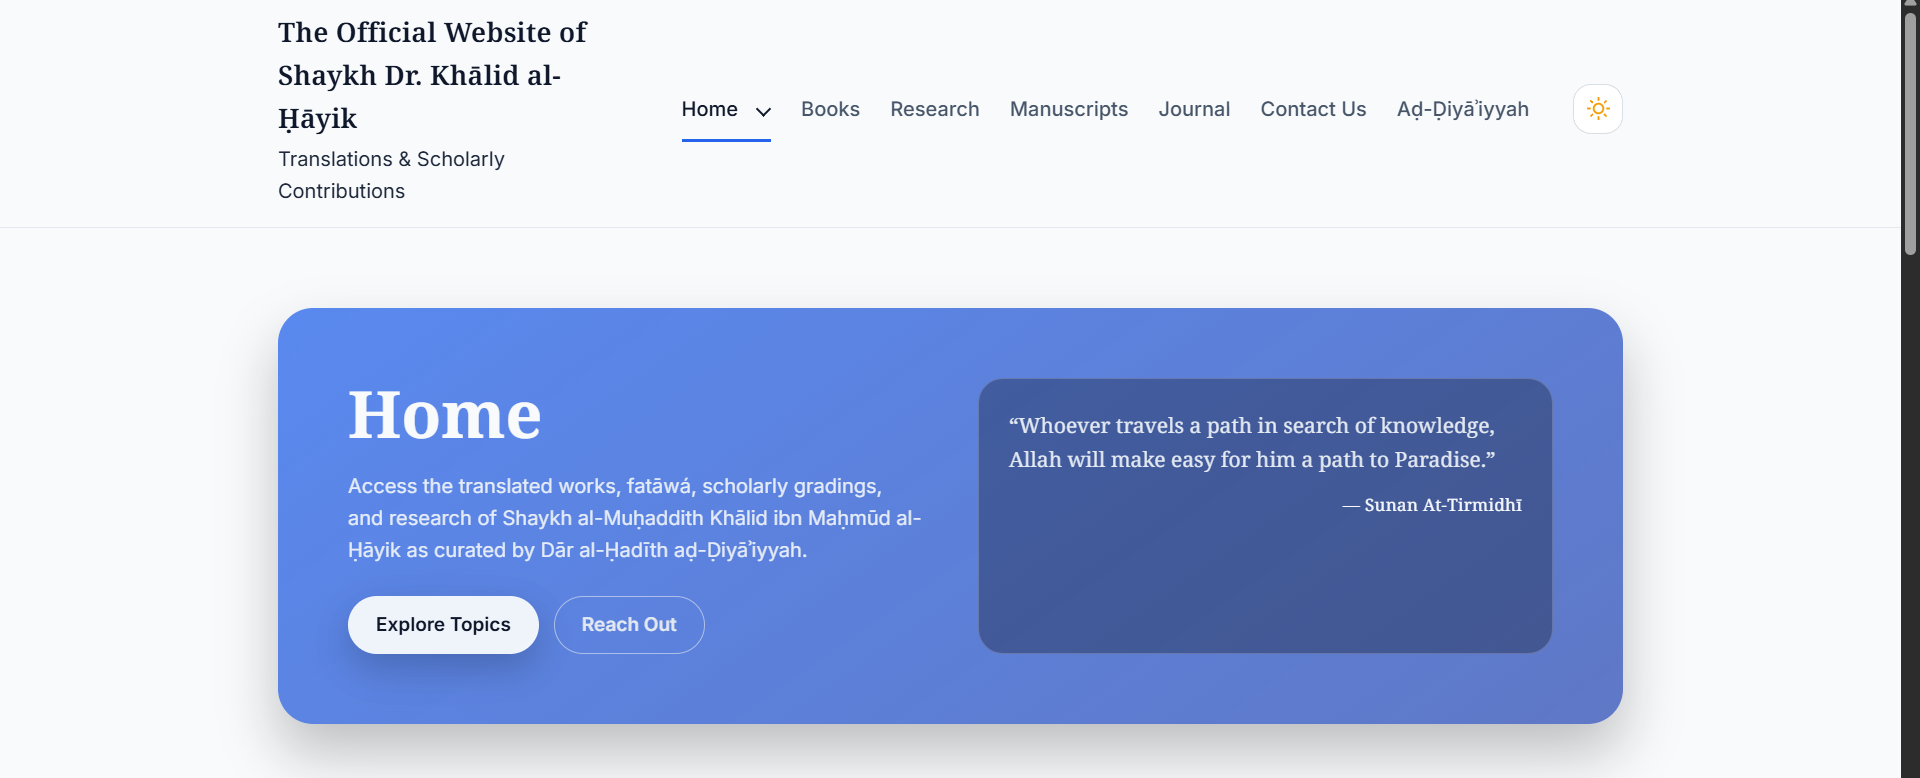 The Official Website of
Shaykh Dr. Khālid al-
Ḥāyik
Translations & Scholarly
Contributions
Home
Books
Research
Manuscripts
Journal
Contact Us
Aḍ-Ḍiyāʾiyyah
Home
Access the translated works, fatāwá, scholarly gradings,
and research of Shaykh al-Muḥaddith Khālid ibn Maḥmūd al-
Ḥāyik as curated by Dār al-Ḥadīth aḍ-Ḍiyāʾiyyah.
Explore Topics
Reach Out
“Whoever travels a path in search of knowledge,
Allah will make easy for him a path to Paradise.”
— Sunan At-Tirmidhī